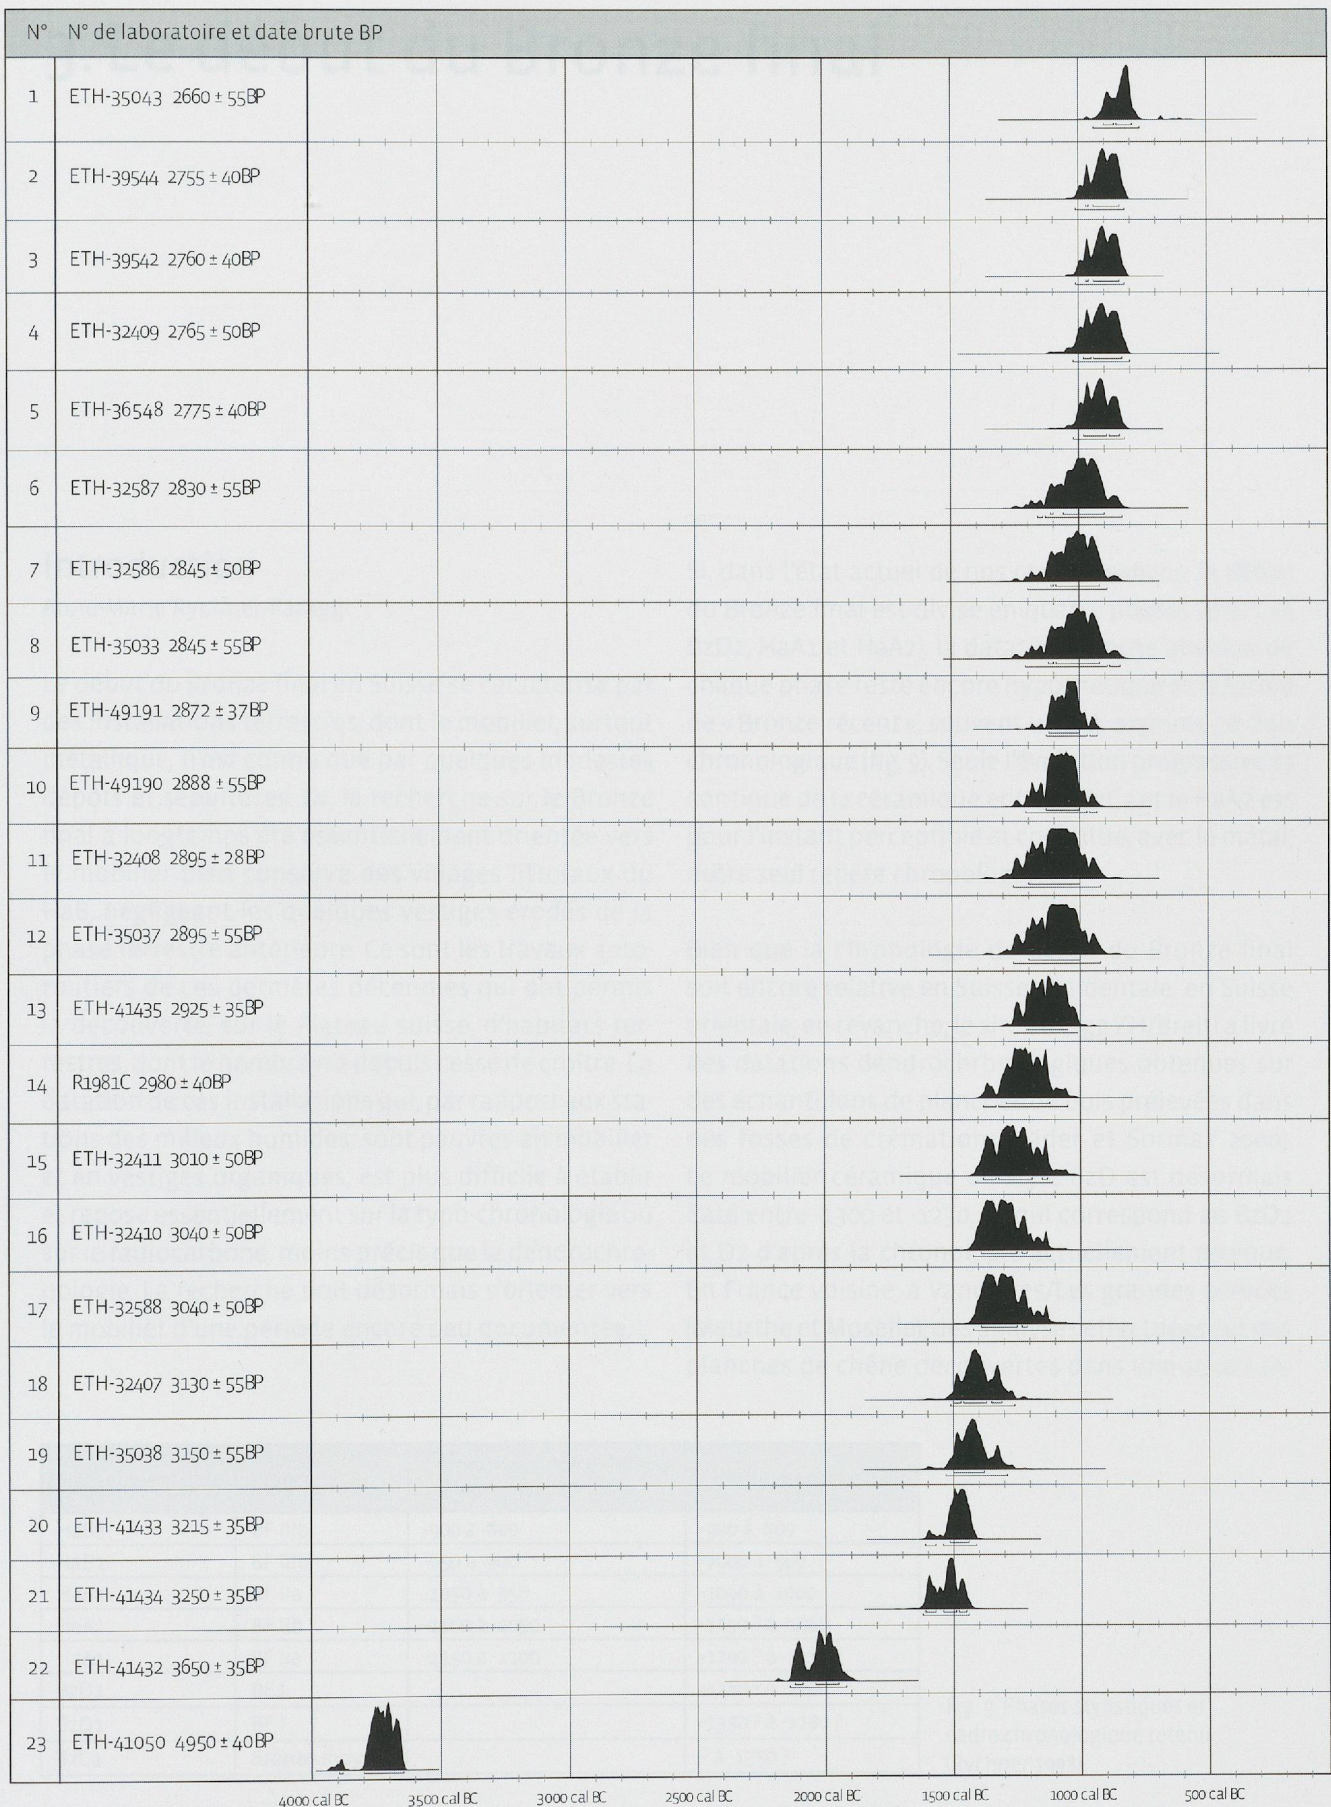 N° N° de laboratoire et date brute BP
1 ETH-35043 2660 ± 55BP
2 ETH-39544 2755 ± 40BP
3 ETH-39542 2760 ± 40BP
4 ETH-32409 2765 ± 50BP
5 ETH-36548 2775 ± 40BP
6 ETH-32587 2830 ± 55BP
7 ETH-32586 2845 ± 50BP
8 ETH-35033 2845 ± 55BP
9 ETH-49191 2872 ± 37BP
10 ETH-49190 2888 ± 55BP
11 ETH-32408 2895 ± 28BP
12 ETH-35037 2895 ± 55BP
13 ETH-41435 2925 ± 35BP
14 R1981C 2980 ± 40BP
15 ETH-32411 3010 ± 50BP
16 ETH-32410 3040 ± 50BP
17 ETH-32588 3040 ± 50BP
18 ETH-32407 3130 ± 55BP
19 ETH-35038 3150 ± 55BP
20 ETH-41433 3215 ± 35BP
21 ETH-41434 3250 ± 35BP
22 ETH-41432 3650 ± 35BP
23 ETH-41050 4950 ± 40BP
4000 cal BC 3500 cal BC 3000 cal BC 2500 cal BC 2000 cal BC 1500 cal BC 1000 cal BC 500 cal BC